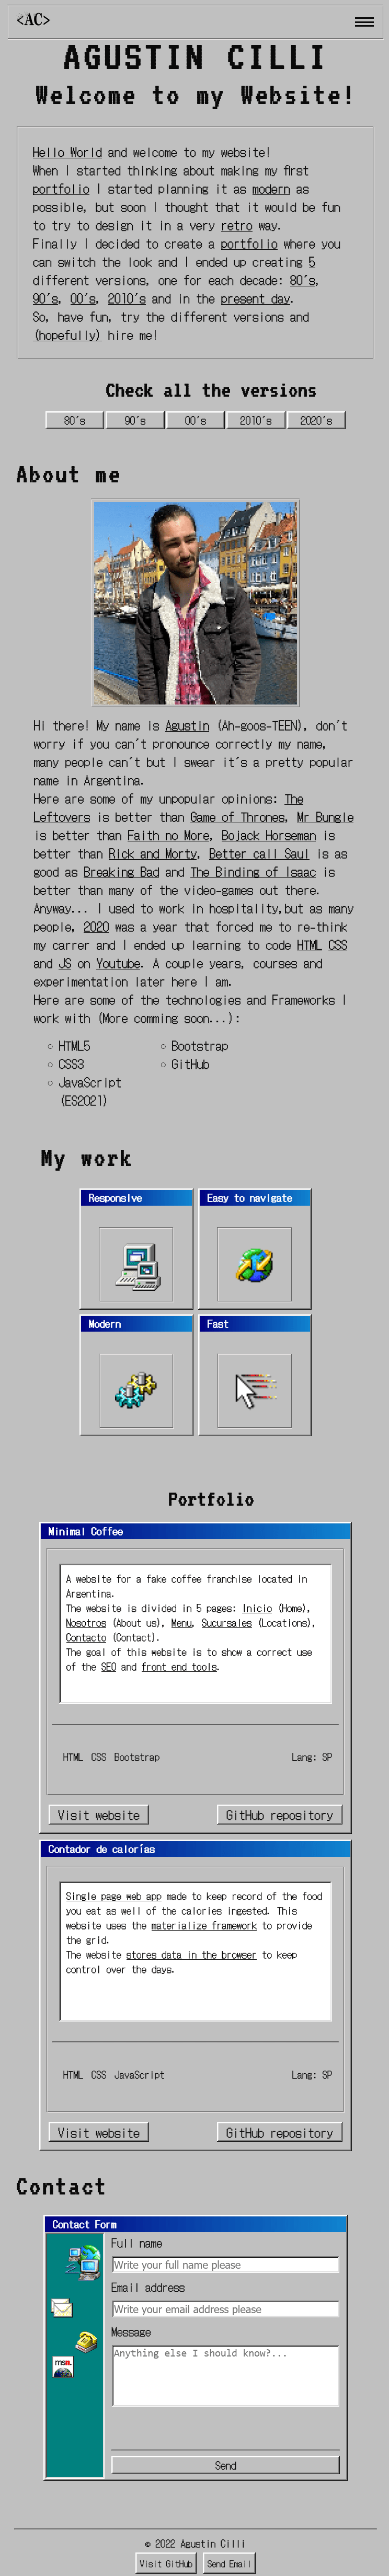 <AC>
AGUSTIN CILLI
Welcome to my Website!
Hello World and welcome to my website!
When I started thinking about making my first
portfolio I started planning it as modern as
possible, but soon I thought that it would be fun
to try to design it in a very retro way.
Finally I decided to create a portfolio where you
can switch the look and I ended up creating 5
different versions, one for each decade: 80's,
90's, 00's, 2010's and in the present day.
So, have fun, try the different versions and
(hopefully) hire me!
Check all the versions
80's 90's 00's 2010's 2020's
About me
Hi there! My name is Agustin (Ah-goos-TEEN), don't
worry if you can't pronounce correctly my name,
many people can't but I swear it's a pretty popular
name in Argentina.
Here are some of my unpopular opinions: The
Leftovers is better than Game of Thrones, Mr Bungle
is better than Faith no More, Bojack Horseman is
better than Rick and Morty, Better call Saul is as
good as Breaking Bad and The Binding of Isaac is
better than many of the video-games out there.
Anyway... I used to work in hospitality,but as many
people, 2020 was a year that forced me to re-think
my carrer and I ended up learning to code HTML CSS
and JS on Youtube. A couple years, courses and
experimentation later here I am.
Here are some of the technologies and Frameworks I
work with (More comming soon...):
HTML5
CSS3
JavaScript
(ES2021)
Bootstrap
GitHub
My work
Responsive
Easy to navigate
Modern
Fast
Portfolio
Minimal Coffee
A website for a fake coffee franchise located in
Argentina.
The website is divided in 5 pages: Inicio (Home),
Nosotros (About us), Menu, Sucursales (Locations),
Contacto (Contact).
The goal of this website is to show a correct use
of the SEO and front end tools.
HTML CSS Bootstrap Lang: SP
Visit website GitHub repository
Contador de calorías
Single page web app made to keep record of the food
you eat as well of the calories ingested. This
website uses the materialize framework to provide
the grid.
The website stores data in the browser to keep
control over the days.
HTML CSS JavaScript Lang: SP
Visit website GitHub repository
Contact
Contact Form
Full name
Write your full name please
Email address
Write your email address please
Message
Anything else I should know?...
msn
Send
© 2022 Agustin Cilli
Visit GitHub Send Email